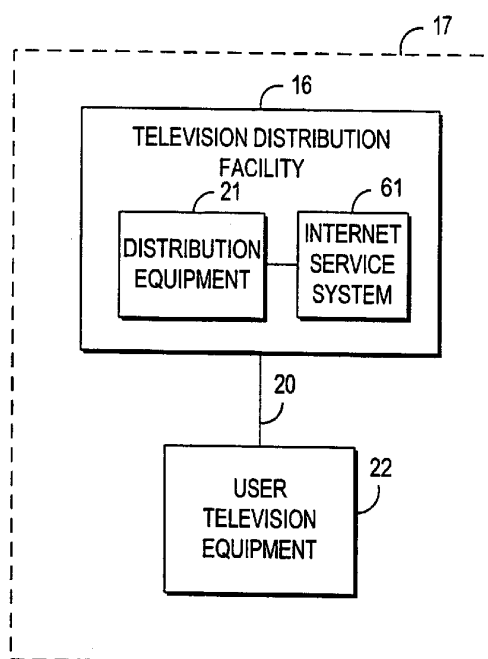 17
16
TELEVISION DISTRIBUTION
FACILITY
21
61
DISTRIBUTION
EQUIPMENT
INTERNET
SERVICE
SYSTEM
20
22
USER
TELEVISION
EQUIPMENT